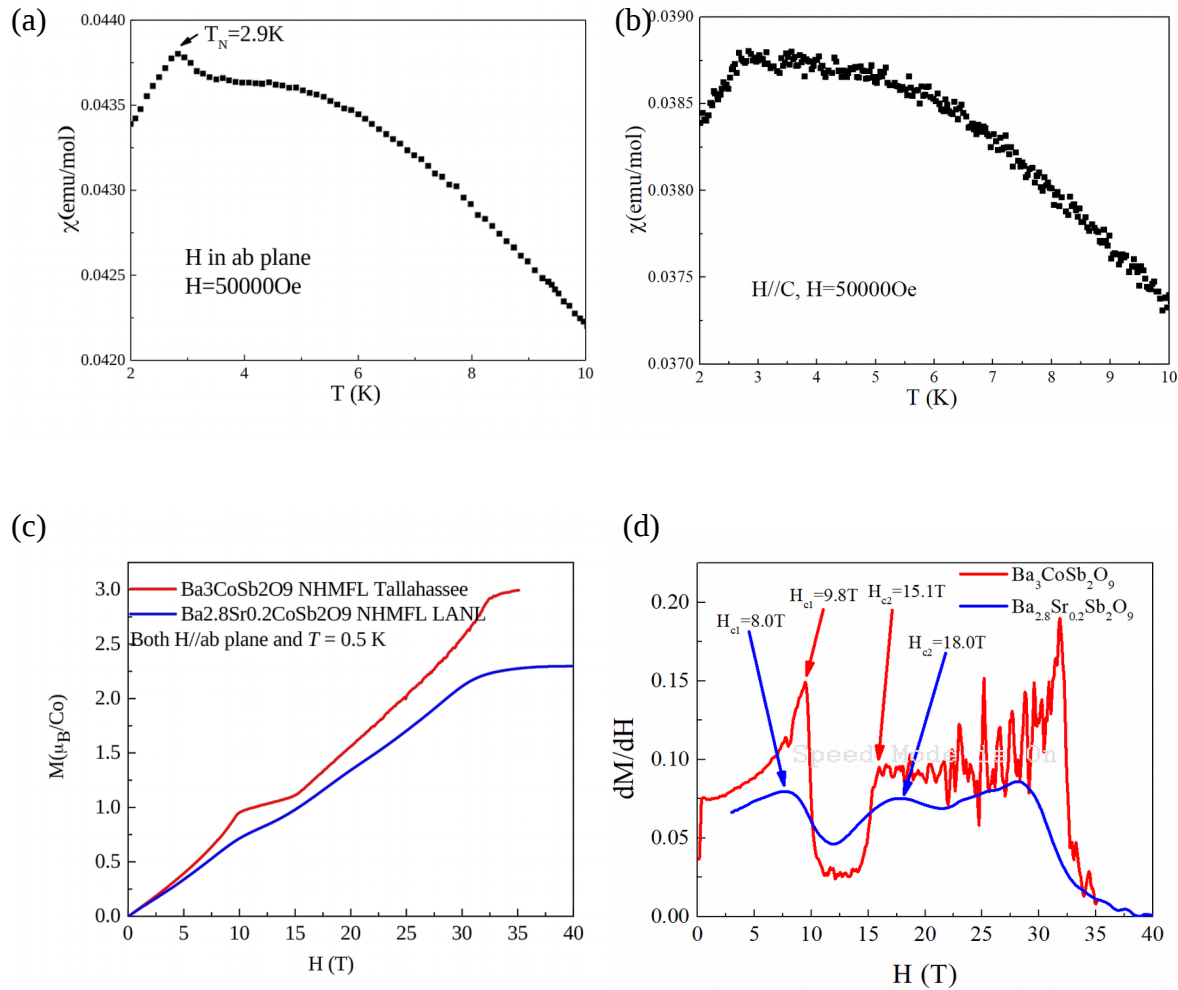 (a)
0.0440
0.0435
0.0430
0.0425
0.0420
χ(emu/mol)
T_N=2.9K
H in ab plane
H=50000Oe
2 4 6 8 10
T (K)
(b)
0.0390
0.0385
0.0380
0.0375
0.0370
χ(emu/mol)
H//C, H=50000Oe
2 3 4 5 6 7 8 9 10
T (K)
(c)
3.0
2.5
2.0
1.5
1.0
0.5
0.0
M(μ_B/Co)
Ba3CoSb2O9 NHMFL Tallahassee
Ba2.8Sr0.2CoSb2O9 NHMFL LANL
Both H//ab plane and T = 0.5 K
0 5 10 15 20 25 30 35 40
H (T)
(d)
0.20
0.15
0.10
0.05
0.00
dM/dH
Ba_3CoSb_2O_9
Ba_2.8Sr_0.2Sb_2O_9
H_c1=9.8T
H_c2=15.1T
H_c1=8.0T
H_c2=18.0T
Speed Mode is On
0 5 10 15 20 25 30 35 40
H (T)